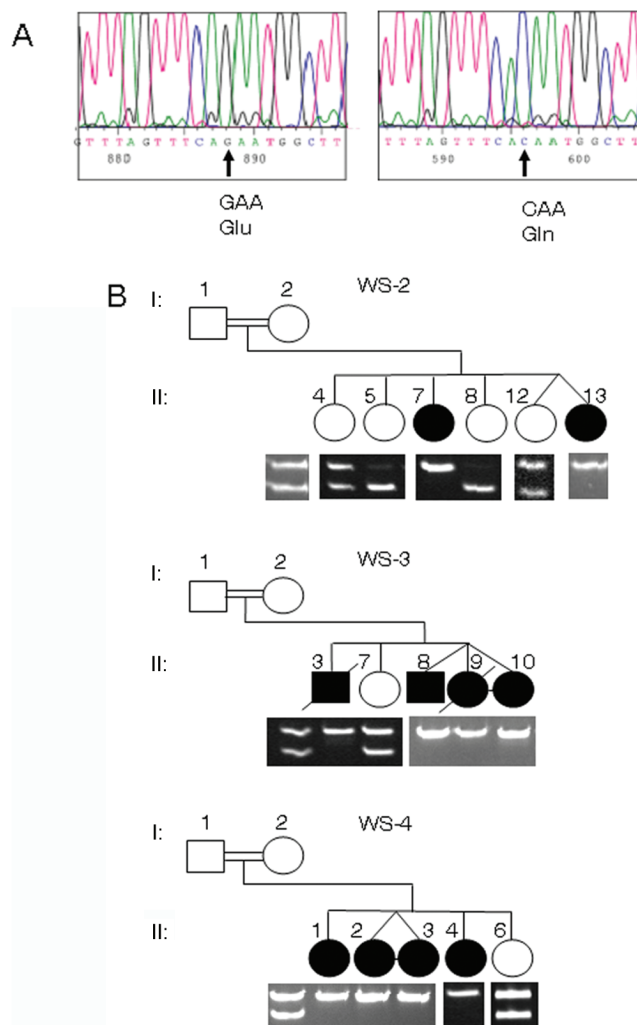 A
GTTTAGTTTCAGAATGGCTT
880 890
TTTAGTTTCACAATGGCTT
590 600
GAA
Glu
CAA
Gln
B
WS-2
I: 1 2
II: 4 5 7 8 12 13
WS-3
I: 1 2
II: 3 7 8 9 10
WS-4
I: 1 2
II: 1 2 3 4 6